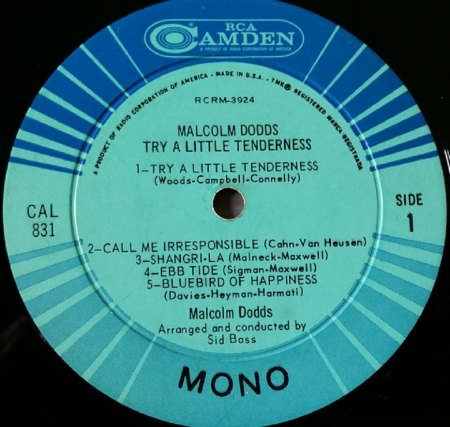 RCA
CAMDEN
A PRODUCT OF RADIO CORPORATION OF AMERICA
A PRODUCT OF RADIO CORPORATION OF AMERICA • MADE IN U.S.A. • TMK® REGISTERED MARCA REGISTRADA
RCRM-3924
MALCOLM DODDS
TRY A LITTLE TENDERNESS
1—TRY A LITTLE TENDERNESS
(Woods-Campbell-Connelly)
CAL
831
SIDE
1
2—CALL ME IRRESPONSIBLE (Cahn-Van Heusen)
3—SHANGRI-LA (Malneck-Maxwell)
4—EBB TIDE (Sigman-Maxwell)
5—BLUEBIRD OF HAPPINESS
(Davies-Heyman-Harmati)
Malcolm Dodds
Arranged and conducted by
Sid Bass
MONO